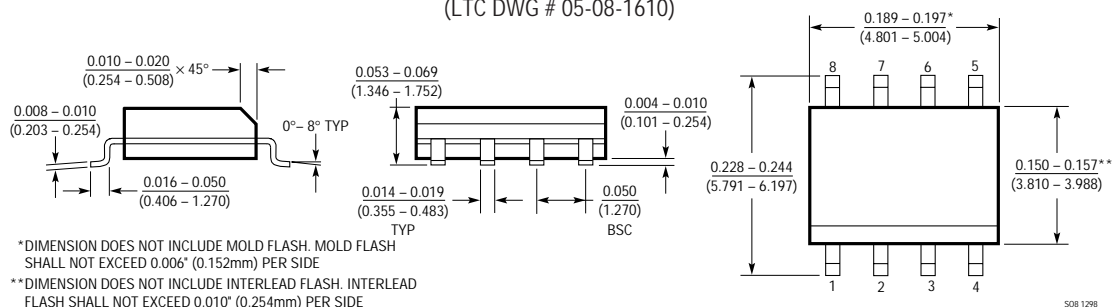 (LTC DWG # 05-08-1610)
0.189 – 0.197*
(4.801 – 5.004)
8 7 6 5
0.010 – 0.020
(0.254 – 0.508)
× 45°
0.053 – 0.069
(1.346 – 1.752)
0.008 – 0.010
(0.203 – 0.254)
0°– 8° TYP
0.004 – 0.010
(0.101 – 0.254)
0.228 – 0.244
(5.791 – 6.197)
0.150 – 0.157**
(3.810 – 3.988)
0.016 – 0.050
(0.406 – 1.270)
0.014 – 0.019
(0.355 – 0.483)
TYP
0.050
(1.270)
BSC
1 2 3 4
*DIMENSION DOES NOT INCLUDE MOLD FLASH. MOLD FLASH
SHALL NOT EXCEED 0.006" (0.152mm) PER SIDE
**DIMENSION DOES NOT INCLUDE INTERLEAD FLASH. INTERLEAD
FLASH SHALL NOT EXCEED 0.010" (0.254mm) PER SIDE
SO8 1298